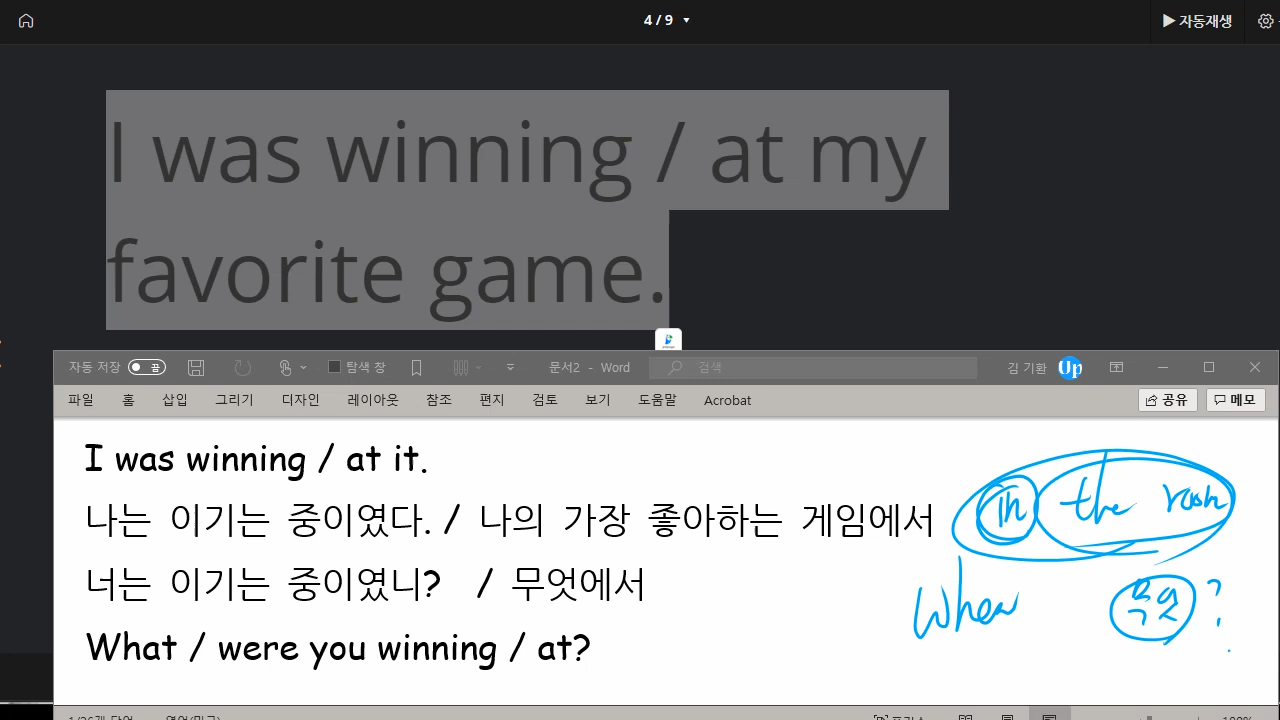 4 / 9
▶ 자동재생
I was winning / at my
favorite game.
자동 저장 끔 탐색 창 문서2 - Word 검색 김 기환 Up
파일 홈 삽입 그리기 디자인 레이아웃 참조 편지 검토 보기 도움말 Acrobat 공유 메모
I was winning / at it.
나는 이기는 중이였다. / 나의 가장 좋아하는 게임에서
in the
너는 이기는 중이였니? / 무엇에서
무엇 ?
What / were you winning / at?